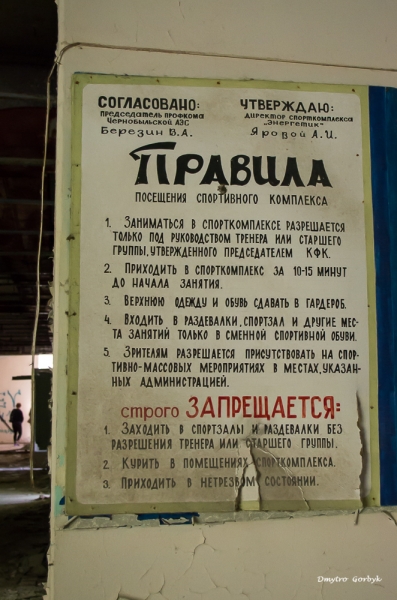 СОГЛАСОВАНО:
Председатель профкома
Чернобыльской АЭС
Березин В.А.
УТВЕРЖДАЮ:
Директор спорткомплекса
"Энергетик"
Яровой А.И.
ПРАВИЛА
ПОСЕЩЕНИЯ СПОРТИВНОГО КОМПЛЕКСА
1. ЗАНИМАТЬСЯ В СПОРТКОМПЛЕКСЕ РАЗРЕШАЕТСЯ
ТОЛЬКО ПОД РУКОВОДСТВОМ ТРЕНЕРА ИЛИ СТАРШЕГО
ГРУППЫ, УТВЕРЖДЕННОГО ПРЕДСЕДАТЕЛЕМ КФК.
2. ПРИХОДИТЬ В СПОРТКОМПЛЕКС ЗА 10-15 МИНУТ
ДО НАЧАЛА ЗАНЯТИЯ.
3. ВЕРХНЮЮ ОДЕЖДУ И ОБУВЬ СДАВАТЬ В ГАРДЕРОБ.
4. ВХОДИТЬ В РАЗДЕВАЛКИ, СПОРТЗАЛ И ДРУГИЕ МЕС-
ТА ЗАНЯТИЙ ТОЛЬКО В СМЕННОЙ СПОРТИВНОЙ ОБУВИ.
5. ЗРИТЕЛЯМ РАЗРЕШАЕТСЯ ПРИСУТСТВОВАТЬ НА СПОР-
ТИВНО-МАССОВЫХ МЕРОПРИЯТИЯХ В МЕСТАХ, УКАЗАН-
НЫХ АДМИНИСТРАЦИЕЙ.
строго ЗАПРЕЩАЕТСЯ:
1. ЗАХОДИТЬ В СПОРТЗАЛЫ И РАЗДЕВАЛКИ БЕЗ
РАЗРЕШЕНИЯ ТРЕНЕРА ИЛИ СТАРШЕГО ГРУППЫ.
2. КУРИТЬ В ПОМЕЩЕНИЯХ СПОРТКОМПЛЕКСА.
3. ПРИХОДИТЬ В НЕТРЕЗВОМ СОСТОЯНИИ.
Dmytro Gorbyk